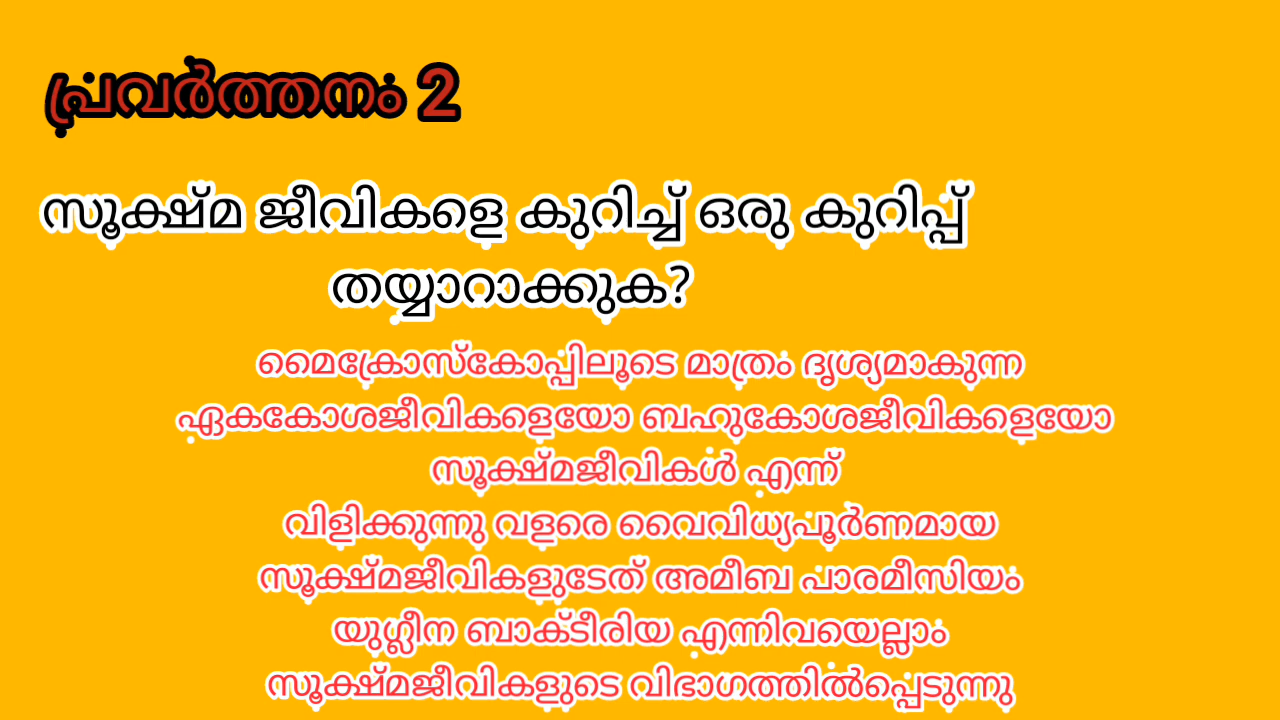 പ്രവർത്തനം 2
സൂക്ഷ്മ ജീവികളെ കുറിച്ച് ഒരു കുറിപ്പ്
തയ്യാറാക്കുക?
മൈക്രോസ്കോപ്പിലൂടെ മാത്രം ദൃശ്യമാകുന്ന
ഏകകോശജീവികളെയോ ബഹുകോശജീവികളെയോ
സൂക്ഷ്മജീവികൾ എന്ന്
വിളിക്കുന്നു വളരെ വൈവിധ്യപൂർണമായ
സൂക്ഷ്മജീവികളുടേത് അമീബ പാരമീസിയം
യുഗ്ലീന ബാക്ടീരിയ എന്നിവയെല്ലാം
സൂക്ഷ്മജീവികളുടെ വിഭാഗത്തിൽപ്പെടുന്നു